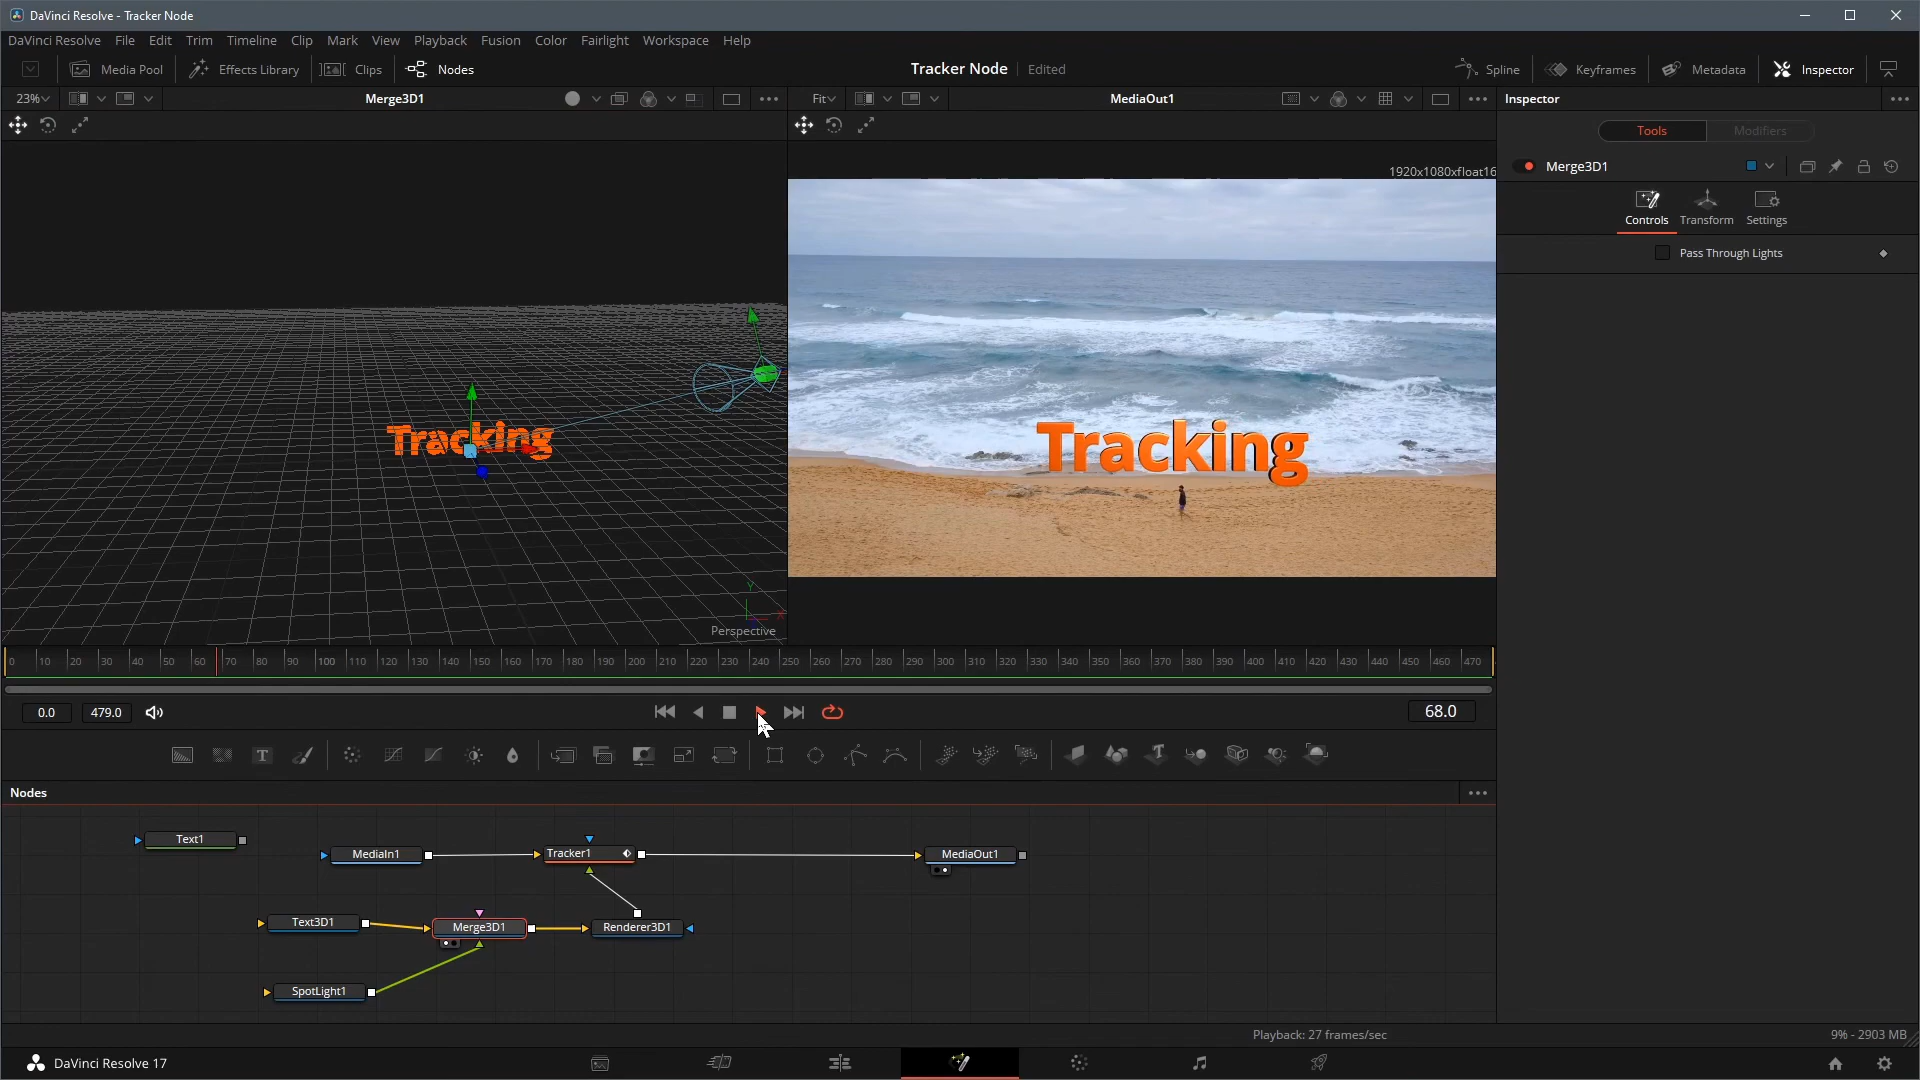 DaVinci Resolve - Tracker Node
DaVinci Resolve File Edit Trim Timeline Clip Mark View Playback Fusion Color Fairlight Workspace Help
Media Pool Effects Library Clips Nodes Tracker Node Edited Spline Keyframes Metadata Inspector
23% Merge3D1 Fit MediaOut1 Inspector
Tools Modifiers
1920x1080xfloat16
Merge3D1
Controls Transform Settings
Pass Through Lights
Tracking
Tracking
Y
X
Perspective
0 10 20 30 40 50 60 70 80 90 100 110 120 130 140 150 160 170 180 190 200 210 220 230 240 250 260 270 280 290 300 310 320 330 340 350 360 370 380 390 400 410 420 430 440 450 460 470
0.0 479.0 68.0
Nodes
Text1
MediaIn1 Tracker1 MediaOut1
Text3D1 Merge3D1 Renderer3D1
SpotLight1
Playback: 27 frames/sec 9% - 2903 MB
DaVinci Resolve 17